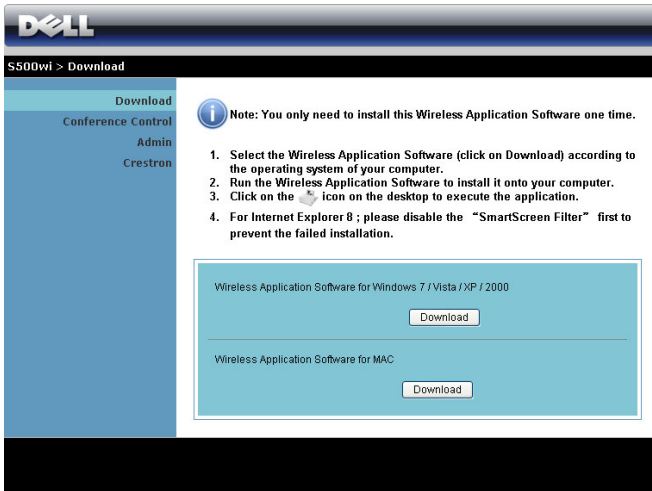 DELL
S500wi > Download
Download
Conference Control
Admin
Crestron
Note: You only need to install this Wireless Application Software one time.
1. Select the Wireless Application Software (click on Download) according to
the operating system of your computer.
2. Run the Wireless Application Software to install it onto your computer.
3. Click on the icon on the desktop to execute the application.
4. For Internet Explorer 8 ; please disable the “SmartScreen Filter” first to
prevent the failed installation.
Wireless Application Software for Windows 7 / Vista / XP / 2000
Download
Wireless Application Software for MAC
Download